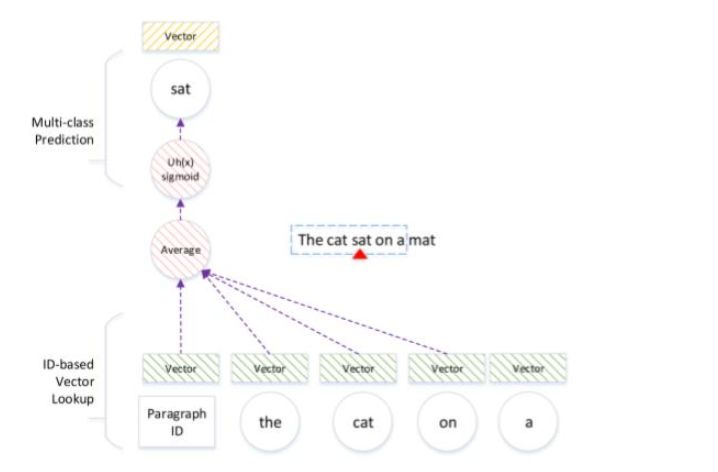 Vector
sat
Multi-class
Prediction
Uh(x)
sigmoid
Average
The cat sat on a mat
ID-based
Vector
Lookup
Vector
Vector
Vector
Vector
Vector
Paragraph
ID
the
cat
on
a